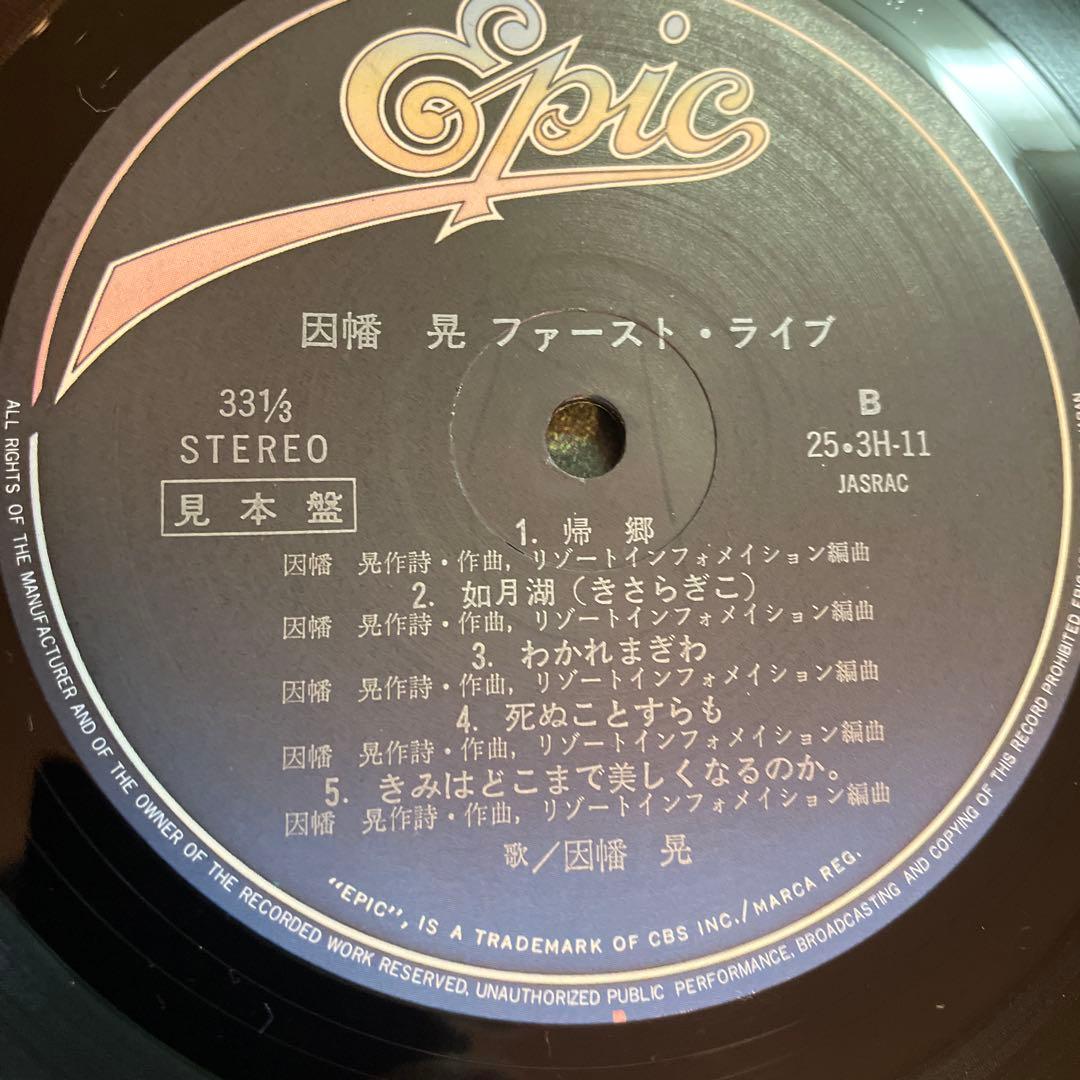 Epic
因幡 晃 ファースト・ライブ
33⅓
STEREO
見本盤
B
25・3H-11
JASRAC
1. 帰郷
因幡 晃作詩・作曲, リゾートインフォメイション編曲
2. 如月湖(きさらぎこ)
因幡 晃作詩・作曲, リゾートインフォメイション編曲
3. わかれまぎわ
因幡 晃作詩・作曲, リゾートインフォメイション編曲
4. 死ぬことすらも
因幡 晃作詩・作曲, リゾートインフォメイション編曲
5. きみはどこまで美しくなるのか。
因幡 晃作詩・作曲, リゾートインフォメイション編曲
歌/因幡 晃
"EPIC", IS A TRADEMARK OF CBS INC./MARCA REG.
ALL RIGHTS OF THE MANUFACTURER AND OF THE OWNER OF THE RECORDED WORK RESERVED, UNAUTHORIZED PUBLIC PERFORMANCE, BROADCASTING AND COPYING OF THIS RECORD PROHIBITED